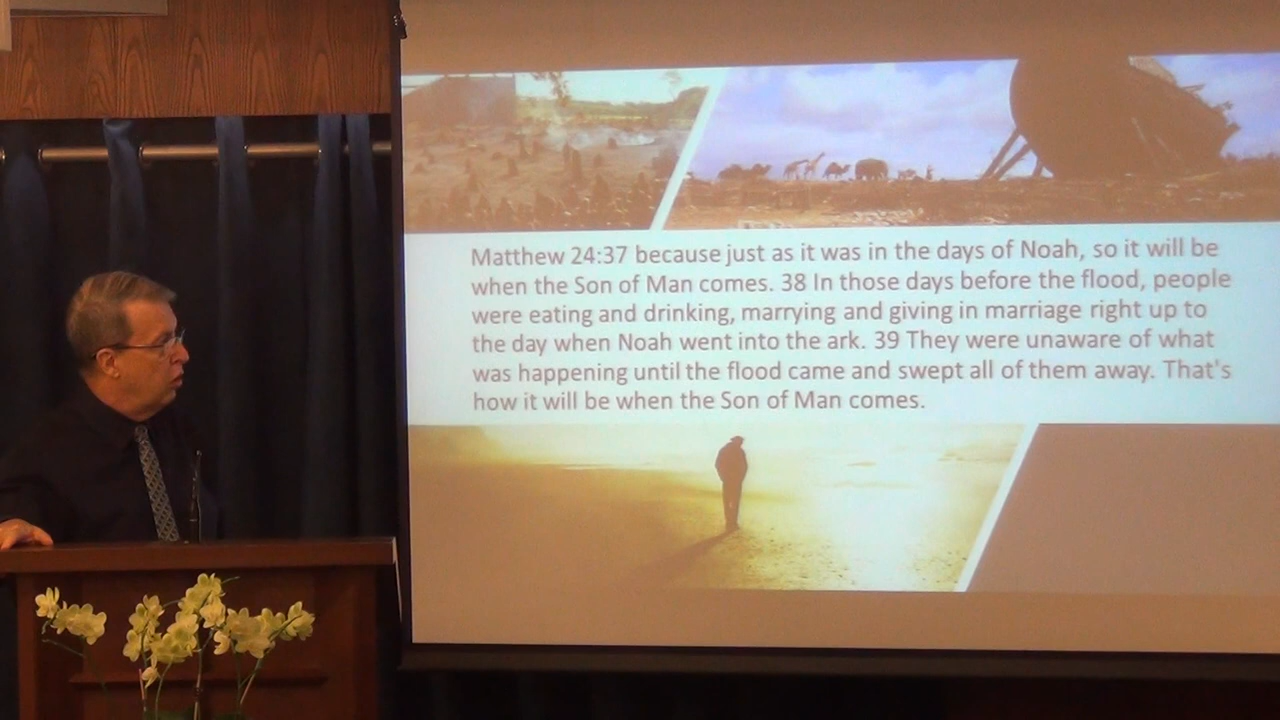 Matthew 24:37 because just as it was in the days of Noah, so it will be
when the Son of Man comes. 38 In those days before the flood, people
were eating and drinking, marrying and giving in marriage right up to
the day when Noah went into the ark. 39 They were unaware of what
was happening until the flood came and swept all of them away. That's
how it will be when the Son of Man comes.